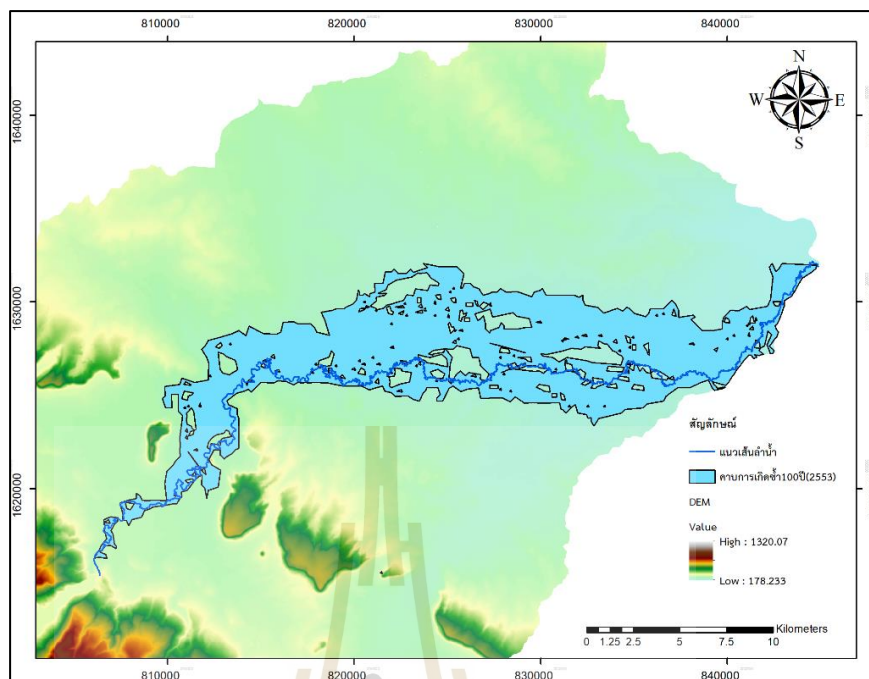 810000 820000 830000 840000
1640000
1630000
1620000
N
W E
S
สัญลักษณ์
แนวเส้นลำน้ำ
คาบการเกิดซ้ำ100ปี(2553)
DEM
Value
High : 1320.07
Low : 178.233
0 1.25 2.5 5 7.5 10 Kilometers
810000 820000 830000 840000
1640000
1630000
1620000